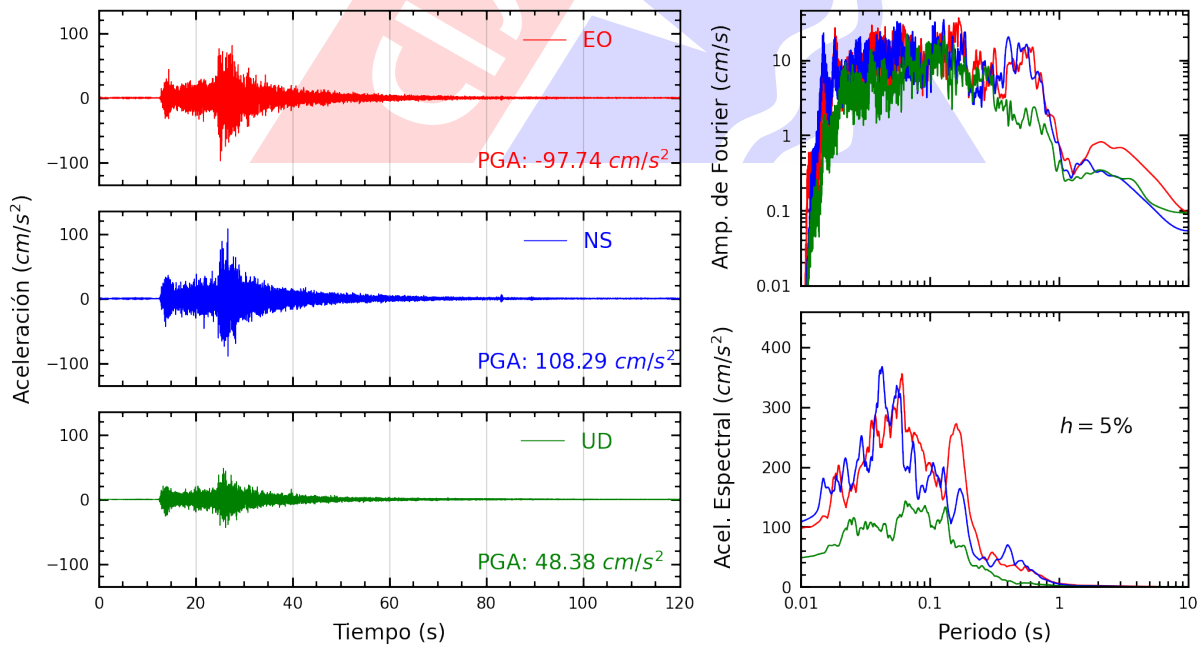 Aceleración (cm/s²)
100
0
−100
EO
PGA: -97.74 cm/s²
100
0
−100
NS
PGA: 108.29 cm/s²
100
0
−100
UD
PGA: 48.38 cm/s²
0 20 40 60 80 100 120
Tiempo (s)
Amp. de Fourier (cm/s)
10
1
0.1
0.01
Acel. Espectral (cm/s²)
400
300
200
100
0
h = 5%
0.01 0.1 1 10
Periodo (s)